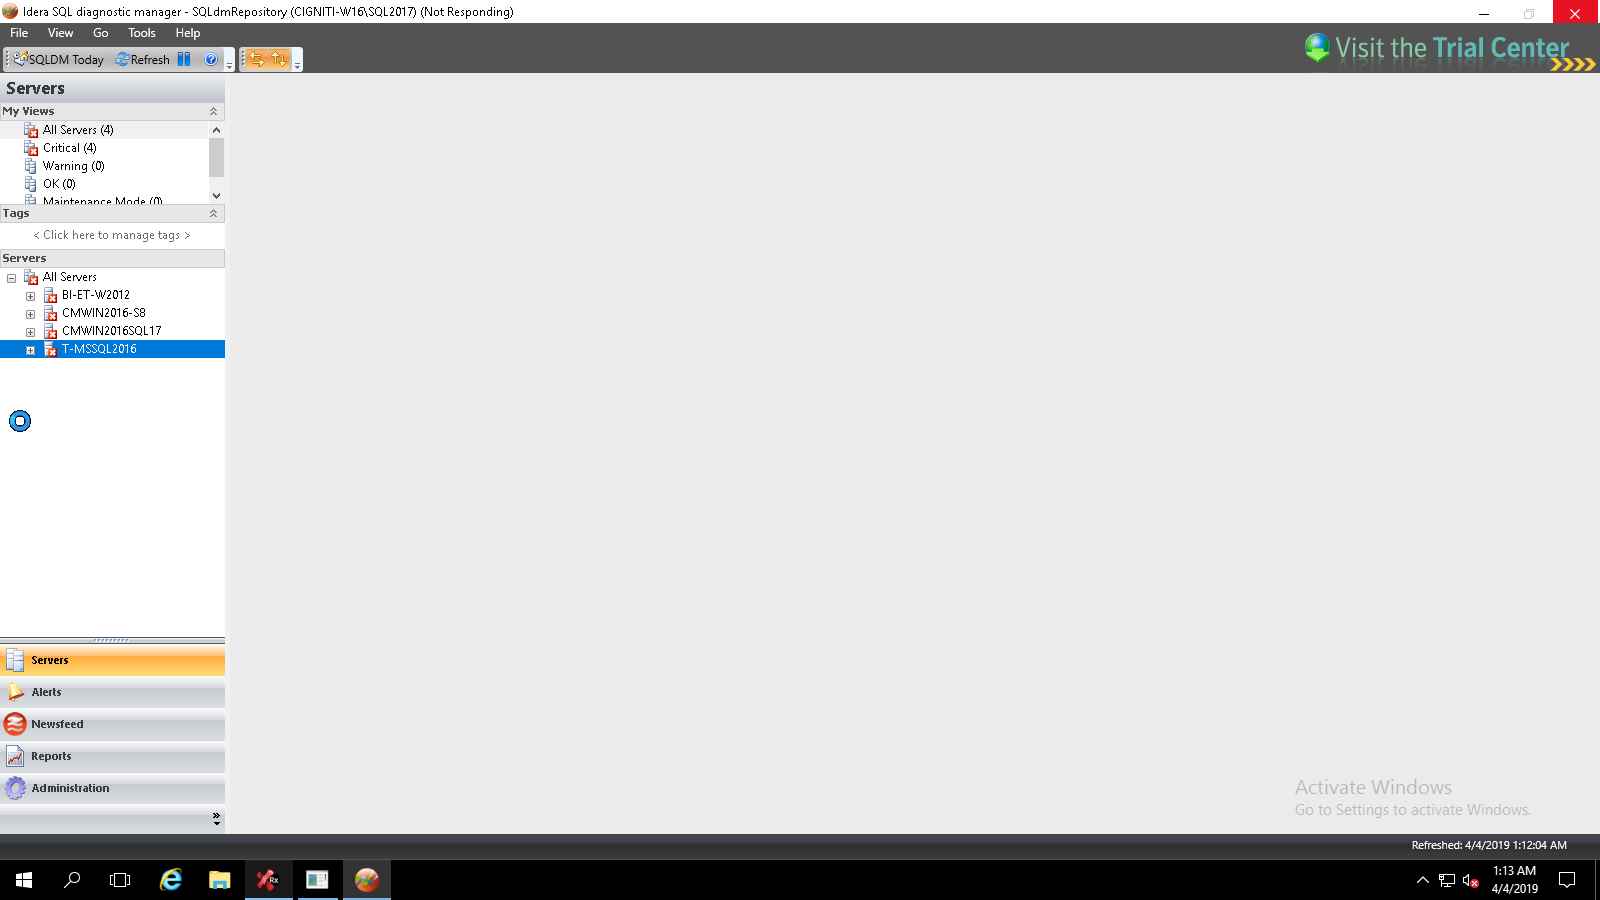 Idera SQL diagnostic manager - SQLdmRepository (CIGNITI-W16\SQL2017) (Not Responding)
File View Go Tools Help
SQLDM Today Refresh
Visit the Trial Center
Servers
My Views
All Servers (4)
Critical (4)
Warning (0)
OK (0)
Maintenance Mode (0)
Tags
< Click here to manage tags >
Servers
All Servers
BI-ET-W2012
CMWIN2016-S8
CMWIN2016SQL17
T-MSSQL2016
Servers
Alerts
Newsfeed
Reports
Administration
Activate Windows
Go to Settings to activate Windows.
Refreshed: 4/4/2019 1:12:04 AM
Rx
1:13 AM
4/4/2019